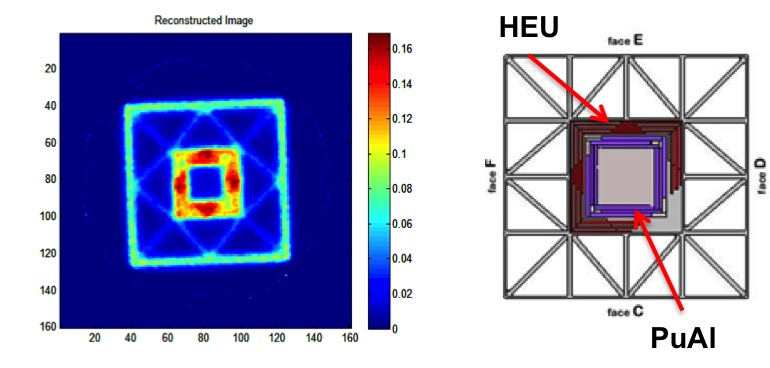 Reconstructed Image
20
40
60
80
100
120
140
160
20 40 60 80 100 120 140 160
0.16
0.14
0.12
0.1
0.08
0.06
0.04
0.02
0
HEU
face E
face F
face D
face C
PuAl